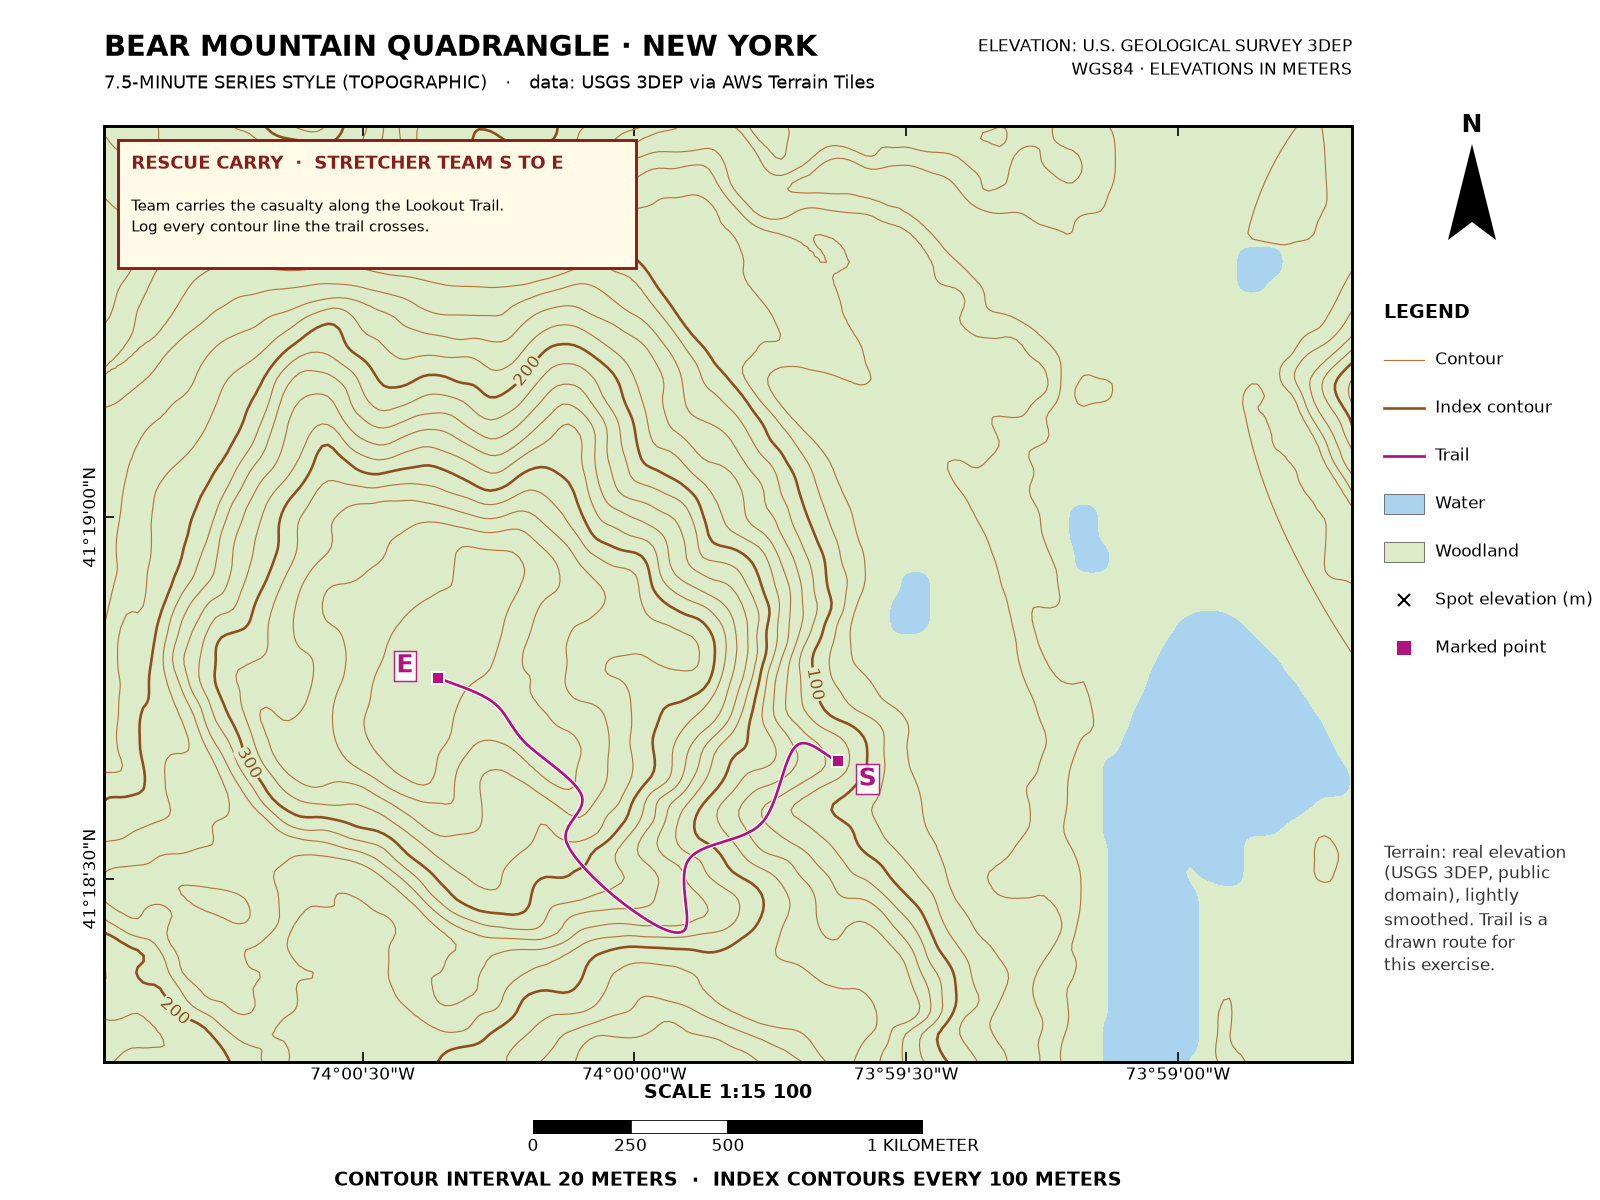 BEAR MOUNTAIN QUADRANGLE · NEW YORK
7.5-MINUTE SERIES STYLE (TOPOGRAPHIC) · data: USGS 3DEP via AWS Terrain Tiles
ELEVATION: U.S. GEOLOGICAL SURVEY 3DEP
WGS84 · ELEVATIONS IN METERS
RESCUE CARRY · STRETCHER TEAM S TO E
Team carries the casualty along the Lookout Trail.
Log every contour line the trail crosses.
N
LEGEND
Contour
Index contour
Trail
Water
Woodland
Spot elevation (m)
Marked point
200
41°19'00"N
E
100
300
S
41°18'30"N
200
Terrain: real elevation
(USGS 3DEP, public
domain), lightly
smoothed. Trail is a
drawn route for
this exercise.
74°00'30"W
74°00'00"W
73°59'30"W
73°59'00"W
SCALE 1:15 100
0 250 500 1 KILOMETER
CONTOUR INTERVAL 20 METERS · INDEX CONTOURS EVERY 100 METERS